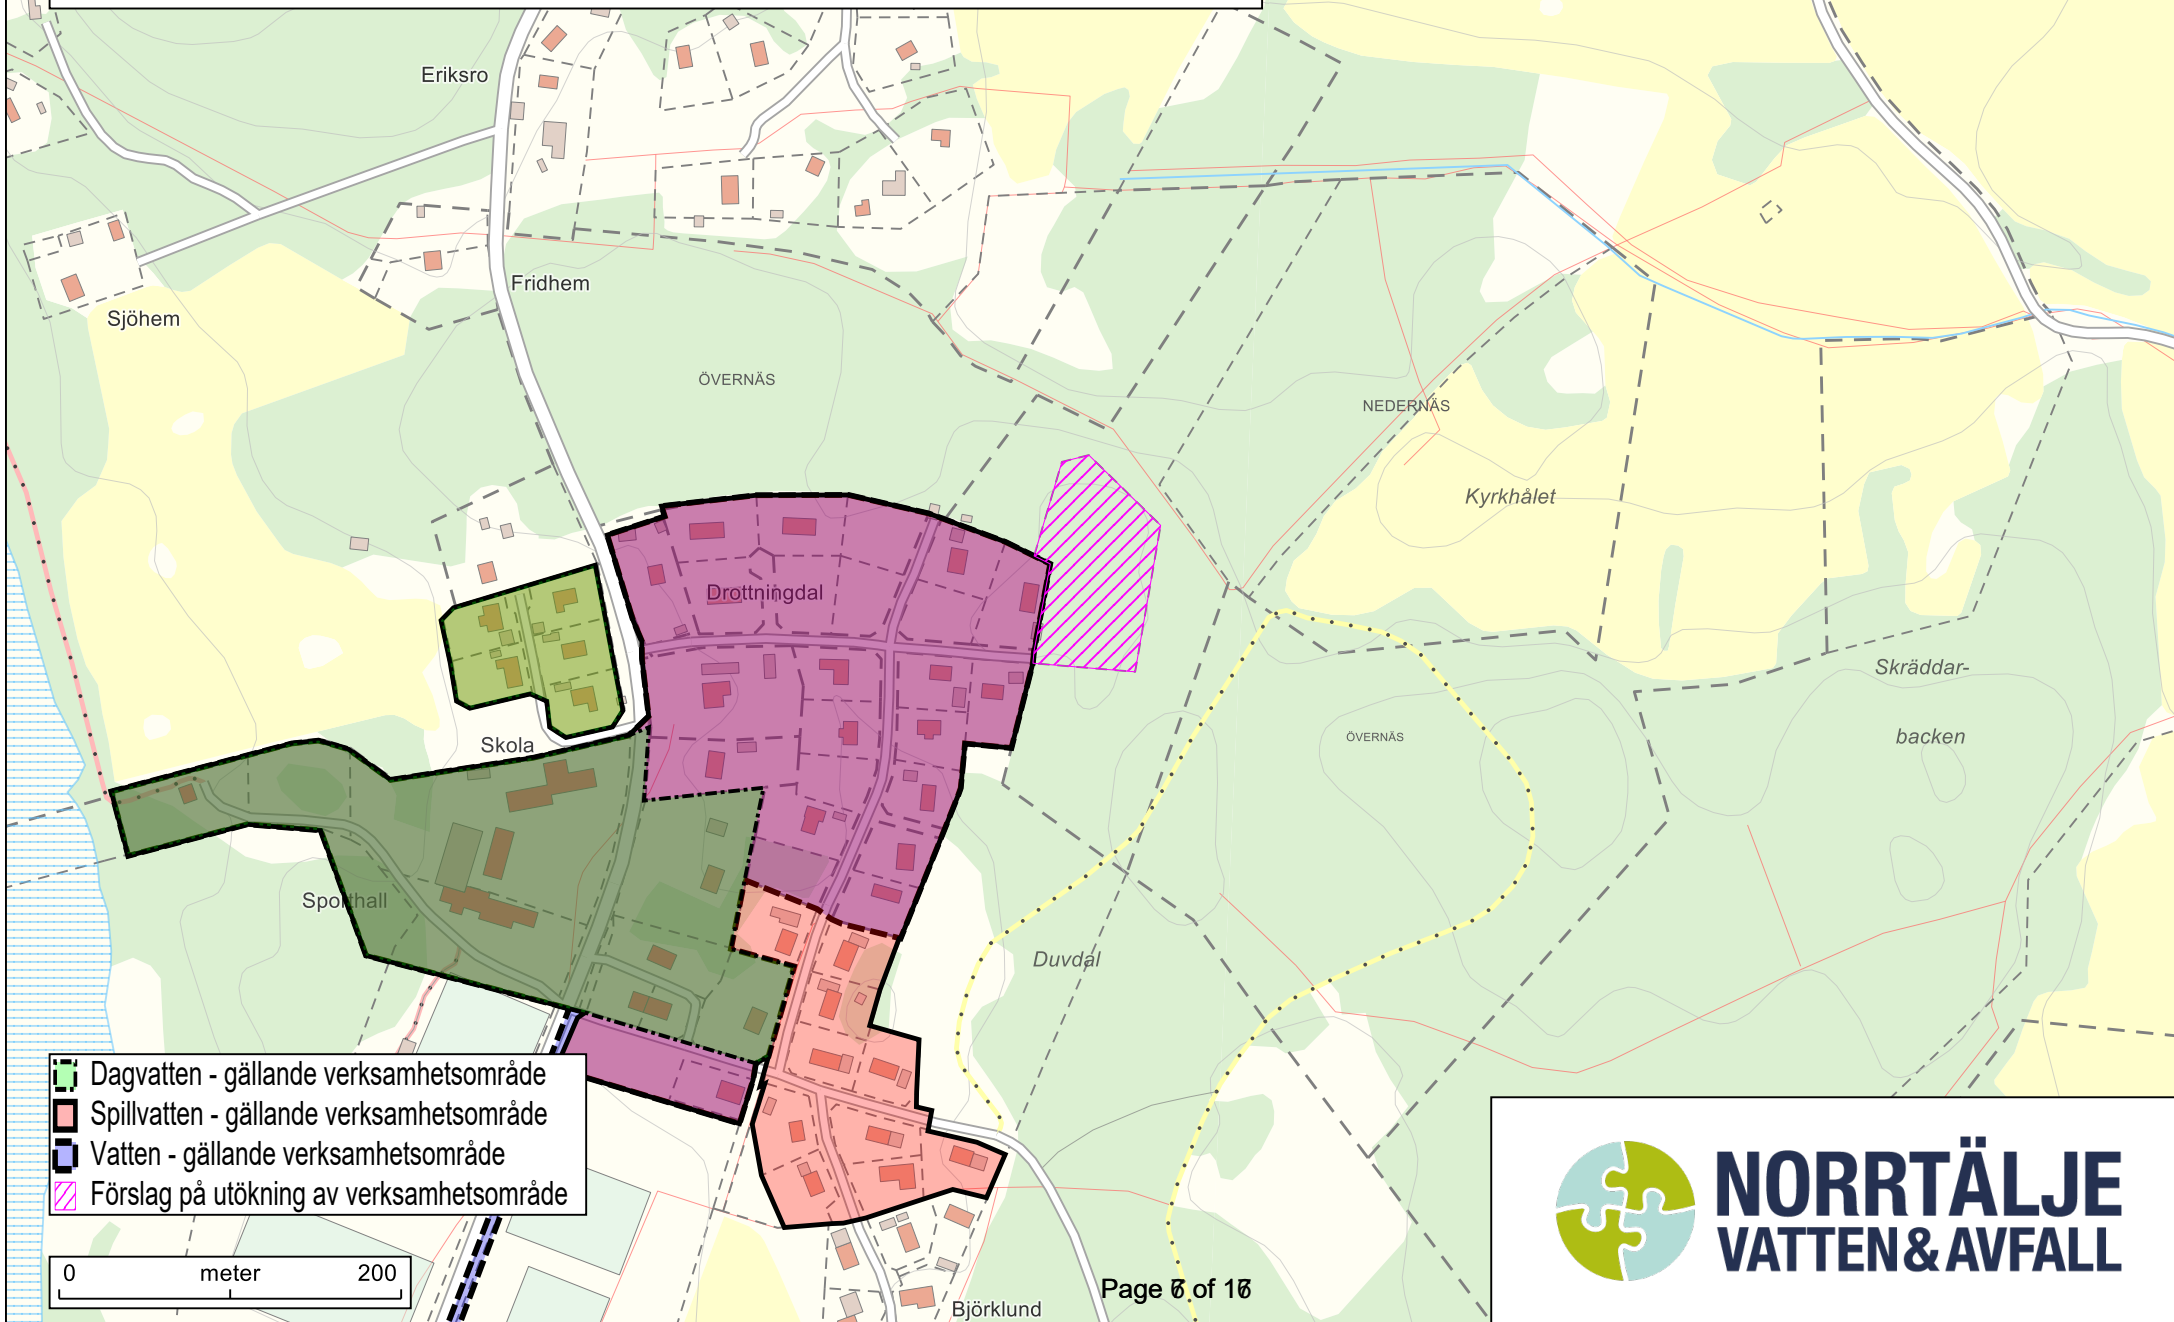 Eriksro
Fridhem
Sjöhem
ÖVERNÄS
NEDERNÄS
Kyrkhålet
Drottningdal
Skräddar-
backen
ÖVERNÄS
Skola
Sporthall
Duvdal
Dagvatten - gällande verksamhetsområde
Spillvatten - gällande verksamhetsområde
Vatten - gällande verksamhetsområde
Förslag på utökning av verksamhetsområde
0 meter 200
Björklund
Page of
NORRTÄLJE
VATTEN & AVFALL